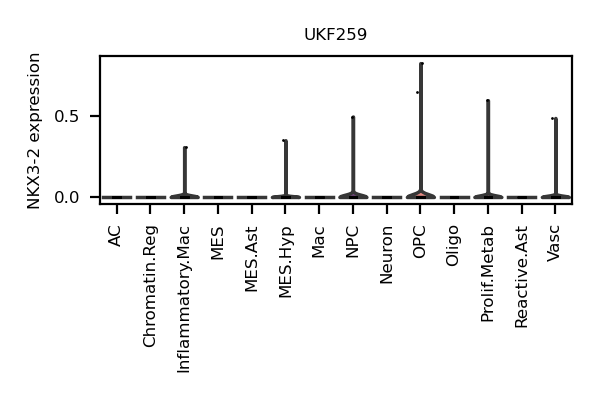 UKF259
NKX3-2 expression
0.5
0.0
AC
Chromatin.Reg
Inflammatory.Mac
MES
MES.Ast
MES.Hyp
Mac
NPC
Neuron
OPC
Oligo
Prolif.Metab
Reactive.Ast
Vasc